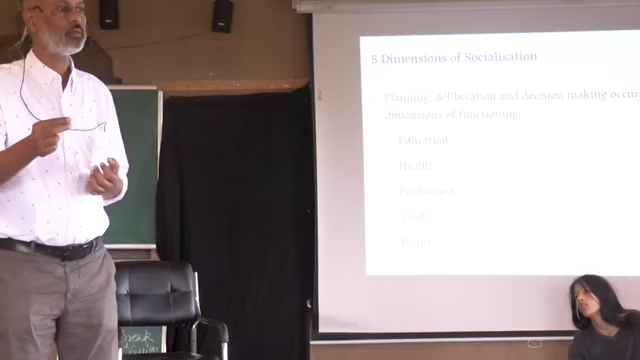 5 Dimensions of Socialisation
Planning, deliberation and decision making occur
dimensions of functioning:
Education
Health
Production
Trade
Justice